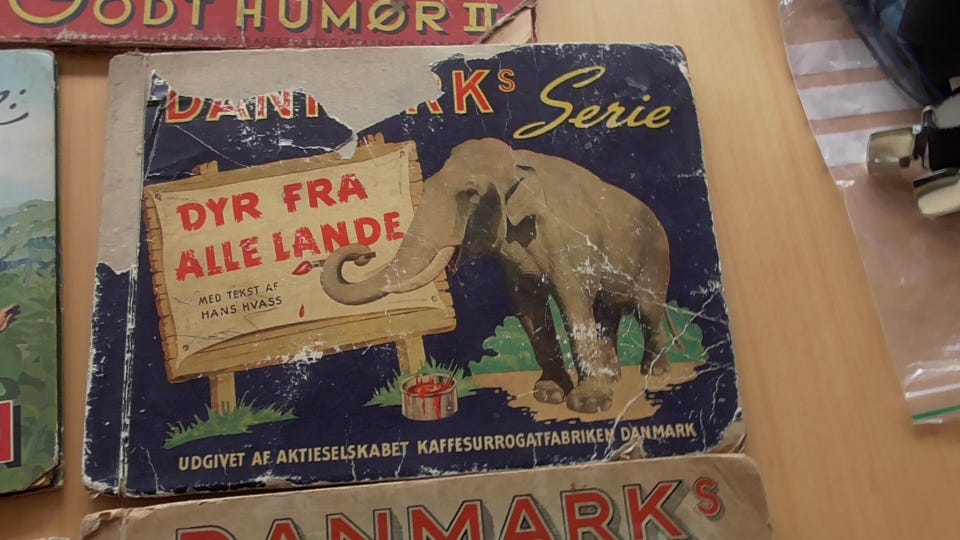 GODT HUMØR II
DANMARKS Serie
DYR FRA
ALLE LANDE
MED TEKST AF
HANS HVASS
UDGIVET AF AKTIESELSKABET KAFFESURROGATFABRIKEN DANMARK
DANMARKS